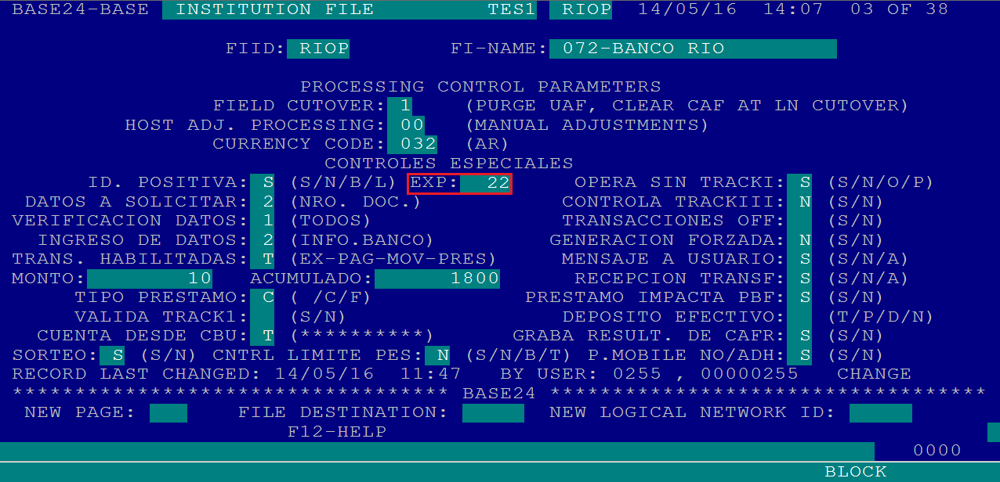 BASE24-BASE INSTITUTION FILE TES1 RIOP 14/05/16 14:07 03 OF 38
FIID: RIOP FI-NAME: 072-BANCO RIO
PROCESSING CONTROL PARAMETERS
FIELD CUTOVER: 1 (PURGE UAF, CLEAR CAF AT LN CUTOVER)
HOST ADJ. PROCESSING: 00 (MANUAL ADJUSTMENTS)
CURRENCY CODE: 032 (AR)
CONTROLES ESPECIALES
ID. POSITIVA: S (S/N/B/L) EXP: 22 OPERA SIN TRACKI: S (S/N/O/P)
DATOS A SOLICITAR: 2 (NRO. DOC.) CONTROLA TRACKIII: N (S/N)
VERIFICACION DATOS: 1 (TODOS) TRANSACCIONES OFF: (S/N)
INGRESO DE DATOS: 2 (INFO.BANCO) GENERACION FORZADA: N (S/N)
TRANS. HABILITADAS: T (EX-PAG-MOV-PRES) MENSAJE A USUARIO: S (S/N/A)
MONTO: 10 ACUMULADO: 1800 RECEPCION TRANSF: S (S/N/A)
TIPO PRESTAMO: C ( /C/F) PRESTAMO IMPACTA PBF: S (S/N)
VALIDA TRACK1: (S/N) DEPOSITO EFECTIVO: (T/P/D/N)
CUENTA DESDE CBU: T (**********) GRABA RESULT. DE CAFR: S (S/N)
SORTEO: S (S/N) CNTRL LIMITE PES: N (S/N/B/T) P.MOBILE NO/ADH: S (S/N)
RECORD LAST CHANGED: 14/05/16 11:47 BY USER: 0255 , 00000255 CHANGE
*********************************** BASE24 ***********************************
NEW PAGE: FILE DESTINATION: NEW LOGICAL NETWORK ID:
F12-HELP
0000
BLOCK